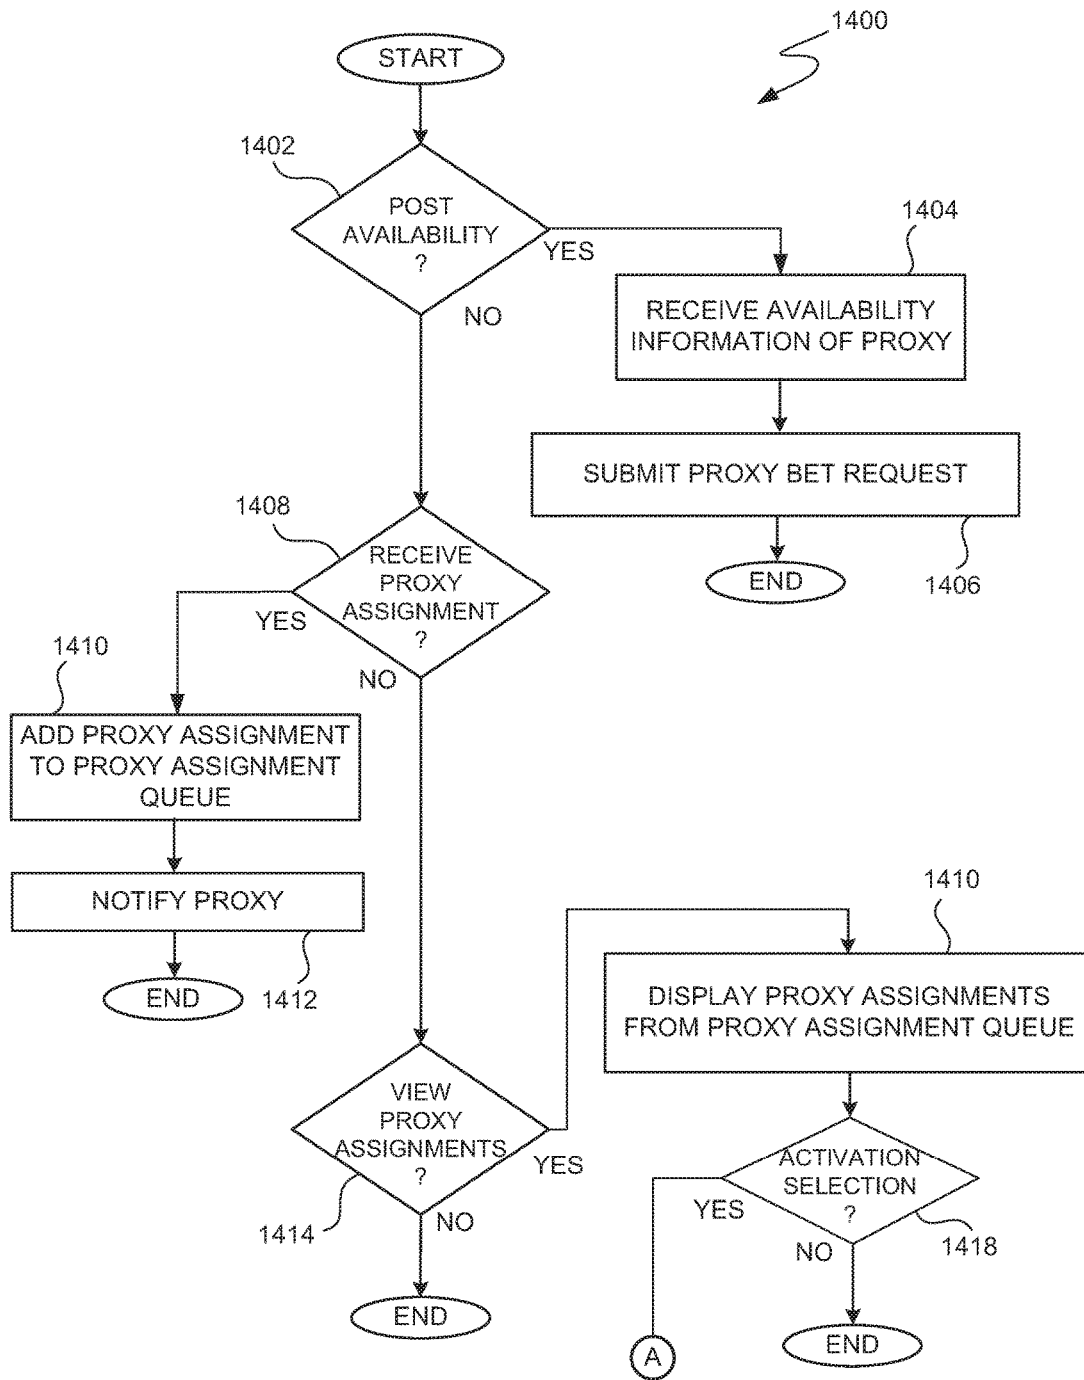 1400
START
1402
POST
AVAILABILITY
?
YES
NO
1404
RECEIVE AVAILABILITY
INFORMATION OF PROXY
SUBMIT PROXY BET REQUEST
1406
END
1408
RECEIVE
PROXY
ASSIGNMENT
?
YES
NO
1410
ADD PROXY ASSIGNMENT
TO PROXY ASSIGNMENT
QUEUE
NOTIFY PROXY
1412
END
VIEW
PROXY
ASSIGNMENTS
?
YES
NO
1414
END
1410
DISPLAY PROXY ASSIGNMENTS
FROM PROXY ASSIGNMENT QUEUE
ACTIVATION
SELECTION
?
YES
NO
1418
END
A